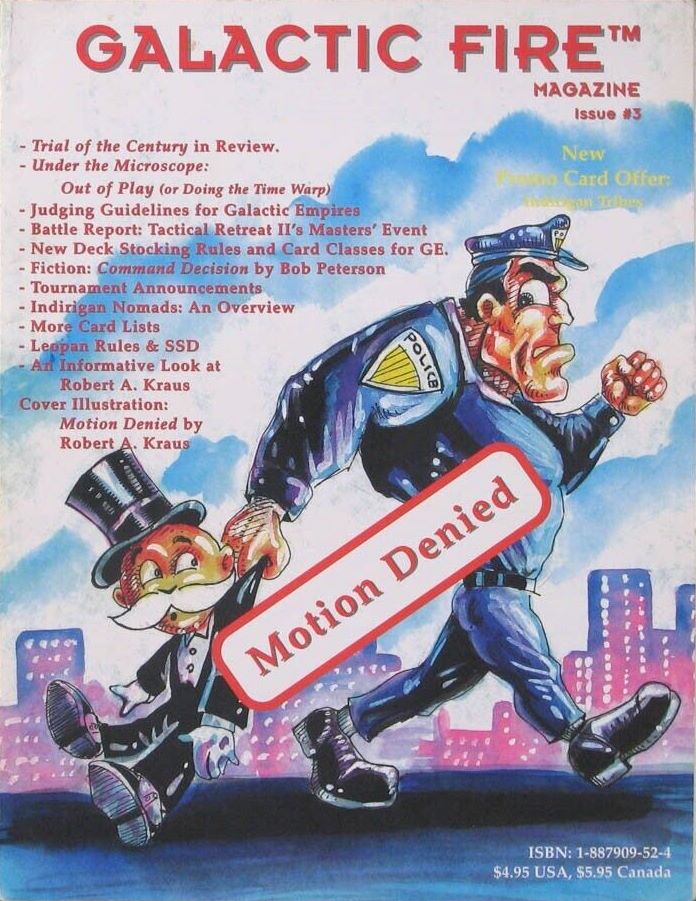 GALACTIC FIRE™
MAGAZINE
Issue #3
- Trial of the Century in Review.
- Under the Microscope:
Out of Play (or Doing the Time Warp)
- Judging Guidelines for Galactic Empires
- Battle Report: Tactical Retreat II's Masters' Event
- New Deck Stocking Rules and Card Classes for GE.
- Fiction: Command Decision by Bob Peterson
- Tournament Announcements
- Indirigan Nomads: An Overview
- More Card Lists
- Leopan Rules & SSD
- An Informative Look at
Robert A. Kraus
Cover Illustration:
Motion Denied by
Robert A. Kraus
New
Promo Card Offer:
Indirigan Tribes
POLICE
Motion Denied
ISBN: 1-887909-52-4
$4.95 USA, $5.95 Canada